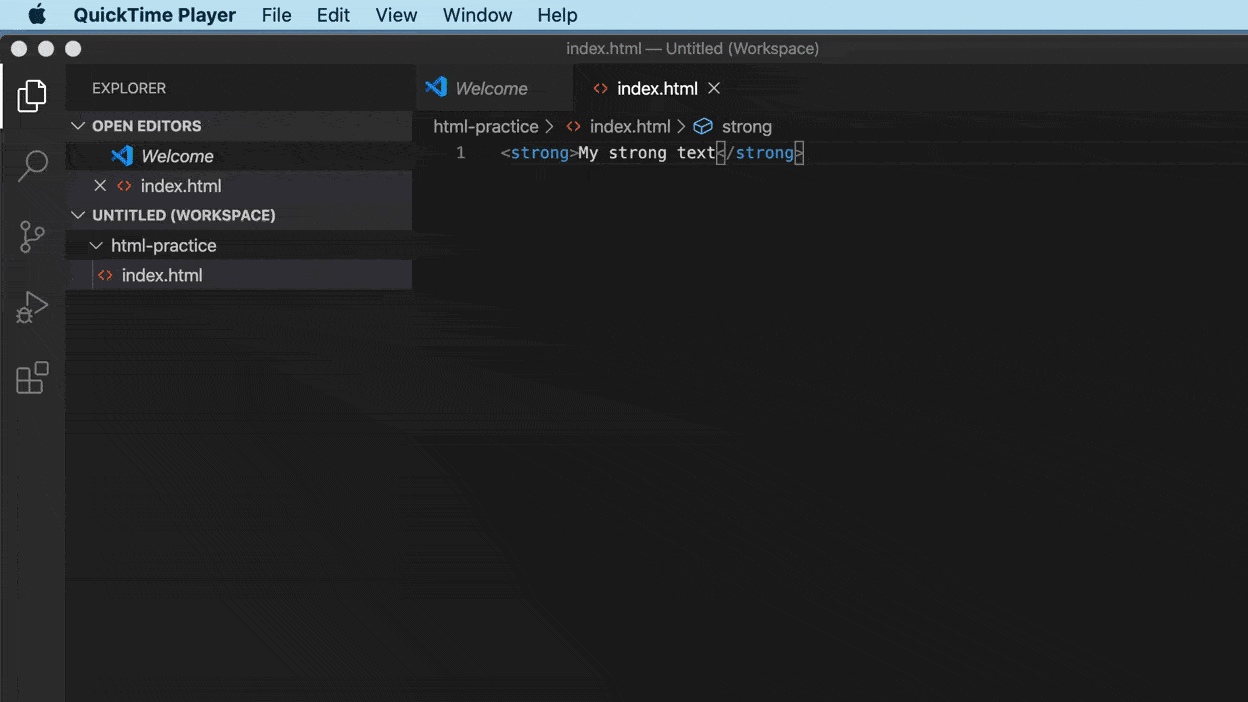 QuickTime Player File Edit View Window Help
index.html — Untitled (Workspace)
EXPLORER
Welcome index.html
OPEN EDITORS
html-practice > index.html > strong
Welcome
1 <strong>My strong text</strong>
index.html
UNTITLED (WORKSPACE)
html-practice
index.html